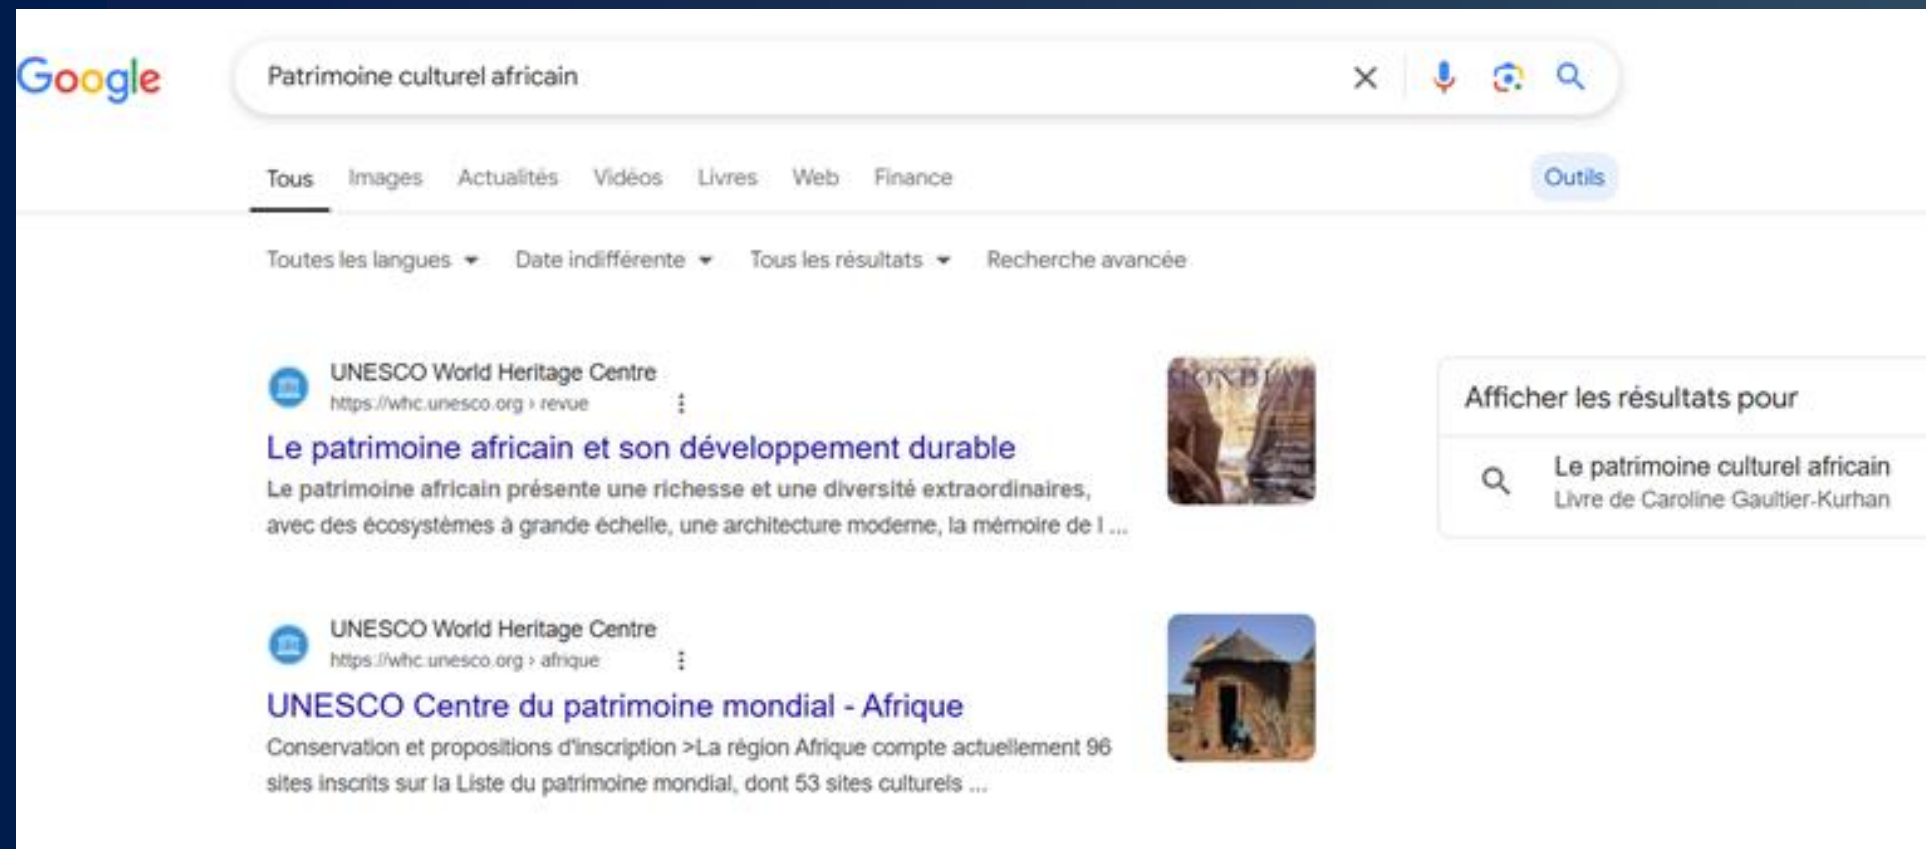 Google
Patrimoine culturel africain
Tous Images Actualités Vidéos Livres Web Finance Outils
Toutes les langues Date indifférente Tous les résultats Recherche avancée
UNESCO World Heritage Centre
https://whc.unesco.org › revue
Le patrimoine africain et son développement durable
Le patrimoine africain présente une richesse et une diversité extraordinaires,
avec des écosystèmes à grande échelle, une architecture moderne, la mémoire de l ...
Afficher les résultats pour
Le patrimoine culturel africain
Livre de Caroline Gaultier-Kurhan
UNESCO World Heritage Centre
https://whc.unesco.org › afrique
UNESCO Centre du patrimoine mondial - Afrique
Conservation et propositions d'inscription >La région Afrique compte actuellement 96
sites inscrits sur la Liste du patrimoine mondial, dont 53 sites culturels ...